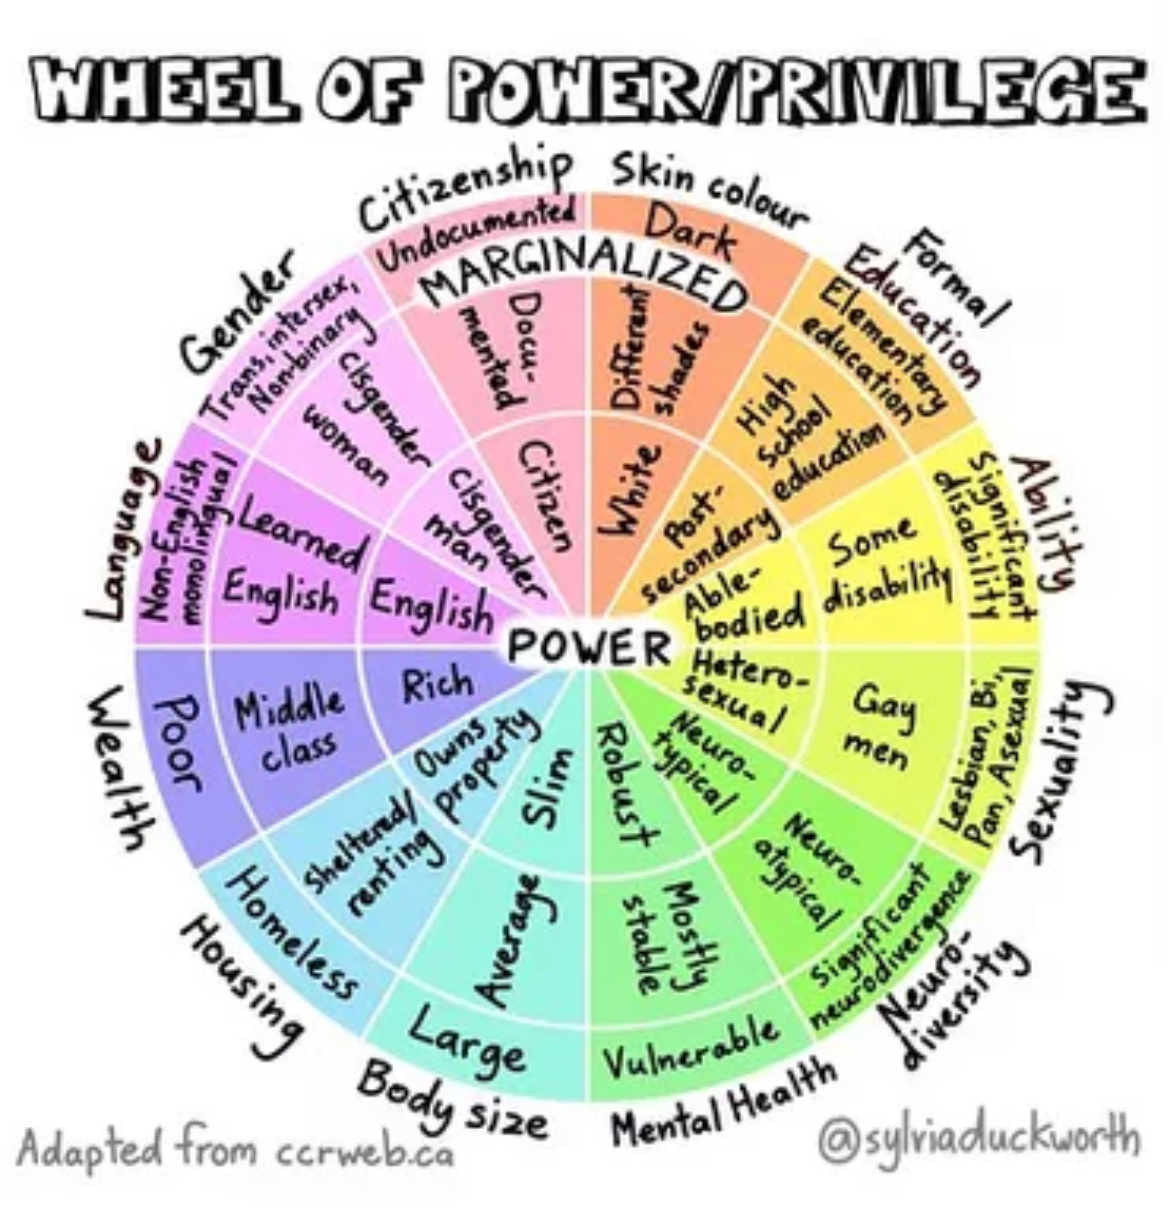 WHEEL OF POWER/PRIVILEGE
Citizenship
Undocumented
Docu-
mented
Citizen
Skin colour
Dark
Different
shades
White
MARGINALIZED
Formal
Education
Elementary
education
High
school
education
Post-
secondary
Ability
Significant
disability
Some
disability
Able-
bodied
Sexuality
Lesbian, Bi,
Pan, Asexual
Gay
men
Hetero-
sexual
Neuro-
diversity
Significant
neurodivergence
Neuro-
atypical
Neuro-
typical
Mental Health
Vulnerable
Mostly
stable
Robust
Body size
Large
Average
Slim
Housing
Homeless
Sheltered/
renting
Owns
property
Wealth
Poor
Middle
class
Rich
Language
Non-English
monolingual
Learned
English
English
Gender
Trans, intersex,
Non-binary
Cisgender
woman
cisgender
man
POWER
Adapted from ccrweb.ca
@sylviaduckworth